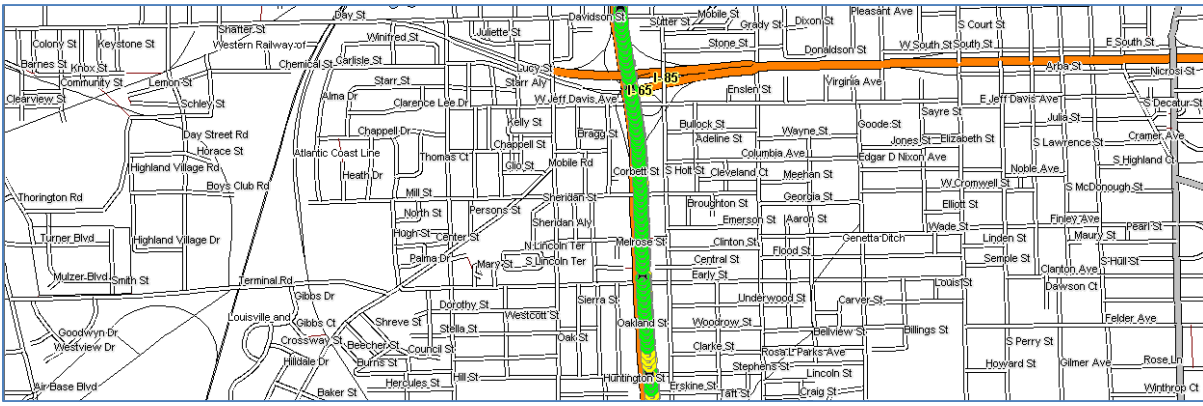 Day St
Davidson St
Sutter St
Mobile St
Grady St
Dixon St
Pleasant Ave
S Court St
Shafter St
Juliette St
Colony St
Keystone St
Western Railway of
Winifred St
Stone St
Donaldson St
W South St
South St
E South St
Barnes St
Knox St
Community St
Lemon St
Chemical St
Carlisle St
Lucy St
I-85
Arba St
Nicrosi St
Starr St
Starr Aly
I-65
Enslen St
Virginia Ave
Clearview St
Schley St
Alma Dr
Clarence Lee Dr
W Jeff Davis Ave
E Jeff Davis Ave
S Decatur St
Sayre St
Julia St
Day Street Rd
Chappell Dr
Kelly St
Bragg St
Bullock St
Wayne St
Goode St
Cramer Ave
Adeline St
Jones St
Elizabeth St
S Lawrence St
Horace St
Atlantic Coast Line
Thomas Ct
Chappell St
Columbia Ave
Edgar D Nixon Ave
S Highland Ct
Highland Village Rd
Heath Dr
Glio St
Mobile Rd
Corbett St
S Holt St
Cleveland Ct
Meehan St
Noble Ave
Boys Club Rd
W Cromwell St
S McDonough St
Thorington Rd
Mill St
Sheridan St
Broughton St
Georgia St
Elliott St
North St
Persons St
Sheridan Aly
Emerson St
Aaron St
Finley Ave
Pearl St
Turner Blvd
Highland Village Dr
Hugh St
Center St
N Lincoln Ter
Melrose St
Clinton St
Flood St
Genetta Ditch
Wade St
Linden St
Maury St
Palma Dr
Mary St
S Lincoln Ter
Central St
Semple St
S Hull St
Mulzer Blvd
Smith St
Terminal Rd
Early St
Louis St
Clanton Ave
Dawson Ct
Gibbs Dr
Dorothy St
Sierra St
Underwood St
Carver St
Louisville and
Gibbs Ct
Shreve St
Westcott St
Oakland St
Woodrow St
Felder Ave
Goodwyn Dr
Westview Dr
Crossway St
Stella St
Oak St
Bellview St
Billings St
Beecher St
Council St
Clarke St
Rosa L Parks Ave
S Perry St
Hilldale Dr
Burns St
Stephens St
Howard St
Gilmer Ave
Rose Ln
Air Base Blvd
Hercules St
Hill St
Huntington St
Lincoln St
Baker St
Erskine St
Taft St
Craig St
Winthrop Ct